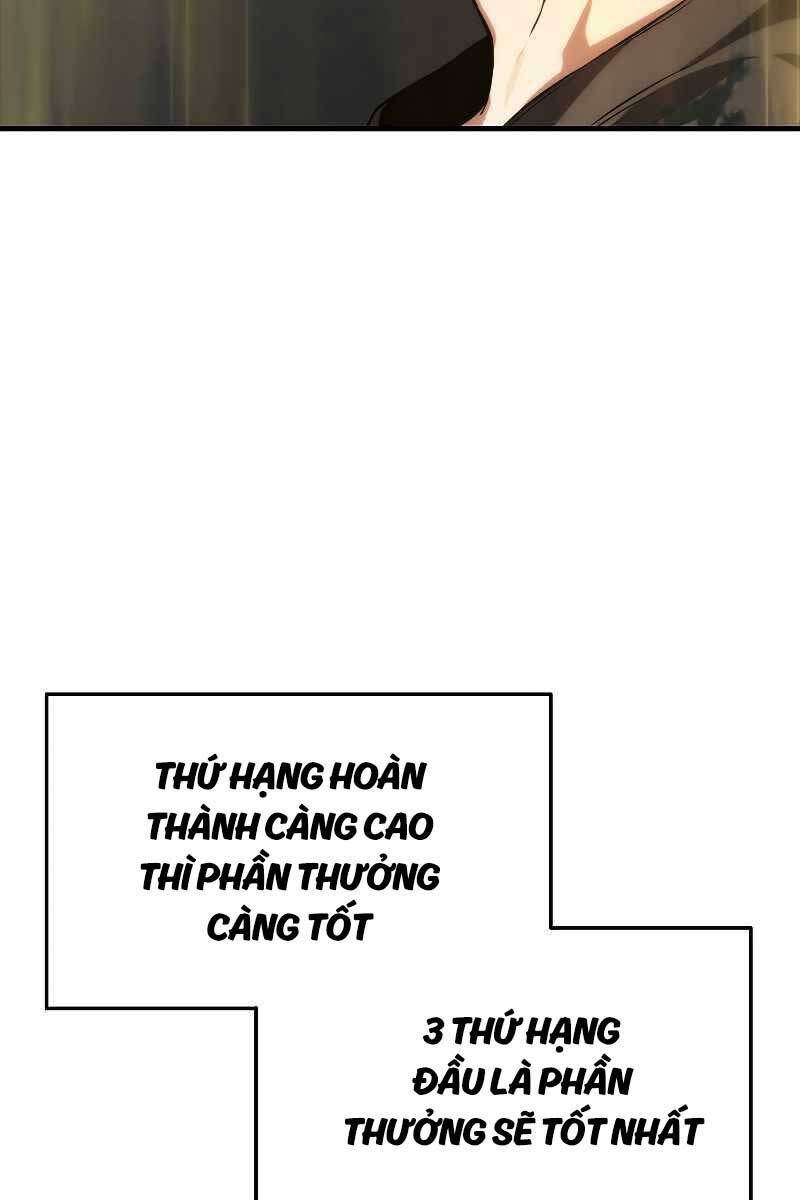 THỨ HẠNG HOÀN
THÀNH CÀNG CAO
THÌ PHẦN THƯỞNG
CÀNG TỐT
3 THỨ HẠNG
ĐẦU LÀ PHẦN
THƯỞNG SẼ TỐT NHẤT